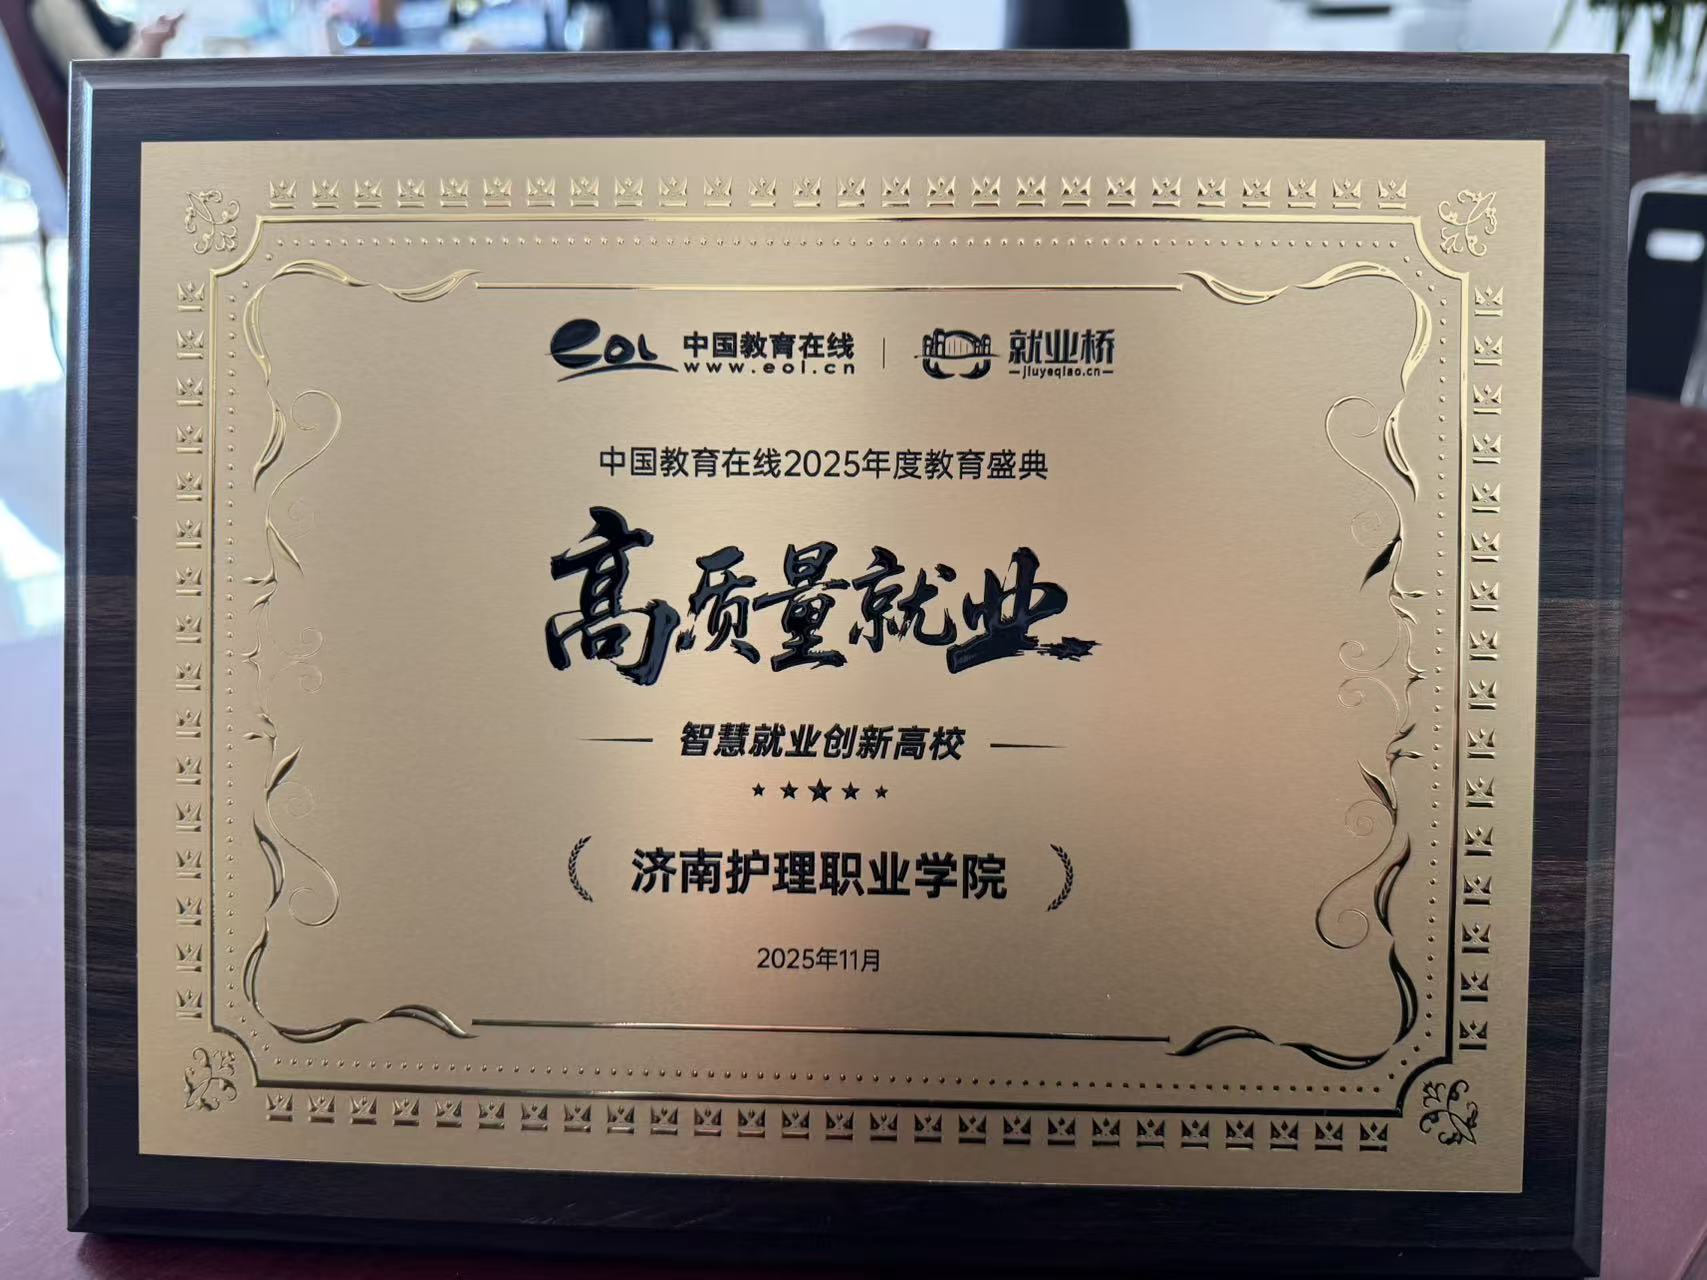 eol 中国教育在线 就业桥
www.eol.cn jiuyeqiao.cn
中国教育在线2025年度教育盛典
高质量就业
智慧就业创新高校
济南护理职业学院
2025年11月